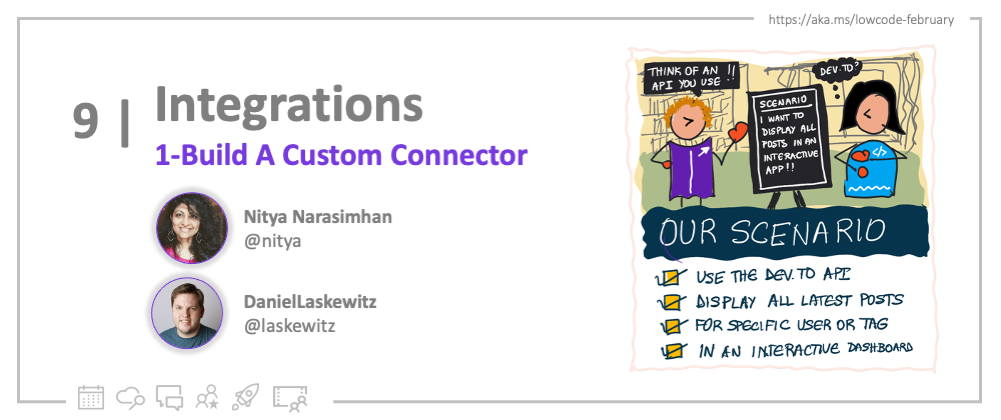 https://aka.ms/lowcode-february
9 |
Integrations
1-Build A Custom Connector
Nitya Narasimhan
@nitya
DanielLaskewitz
@laskewitz
THINK OF AN !!
API YOU USE
DEV.TO?
SCENARIO
I WANT TO
DISPLAY ALL
POSTS IN AN
INTERACTIVE
APP!!
</>
OUR SCENARIO
USE THE DEV.TO API
DISPLAY ALL LATEST POSTS
FOR SPECIFIC USER OR TAG
IN AN INTERACTIVE DASHBOARD